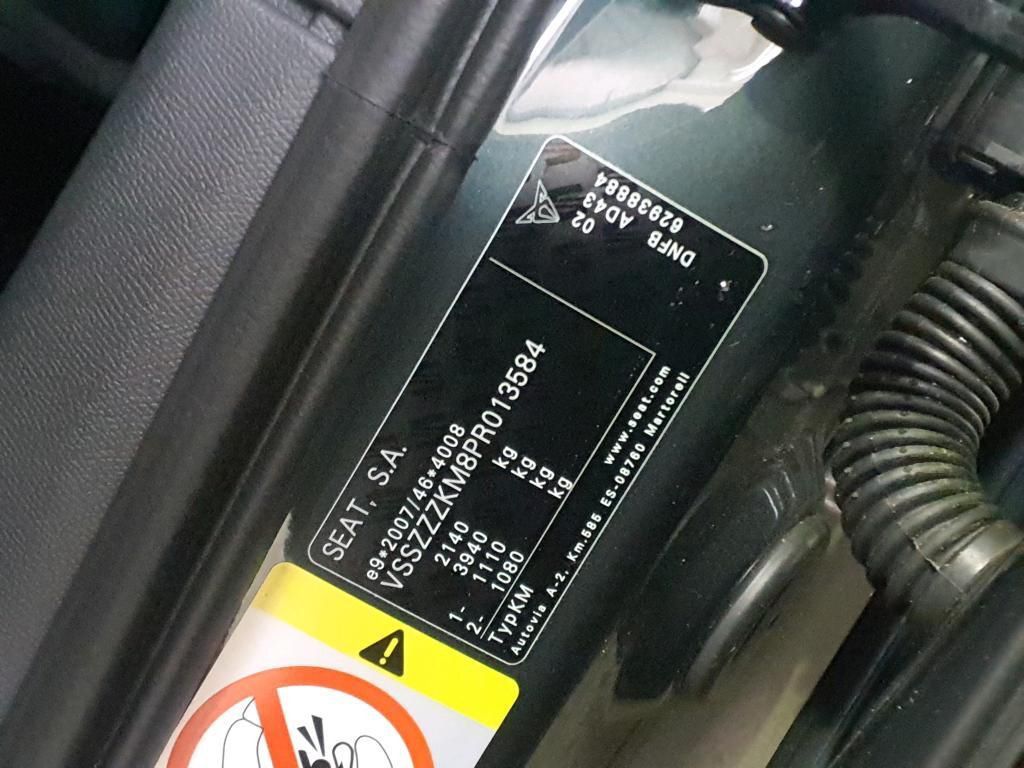 SEAT, S.A.
e9*2007/46*4008
VSSZZZKM8PR013584
2140 kg
3940 kg
1- 1110 kg
2- 1080 kg
TypKM
Autovia A-2, Km.585 ES-08760 Martorell
www.seat.com
02
DNFB AD43
62938884